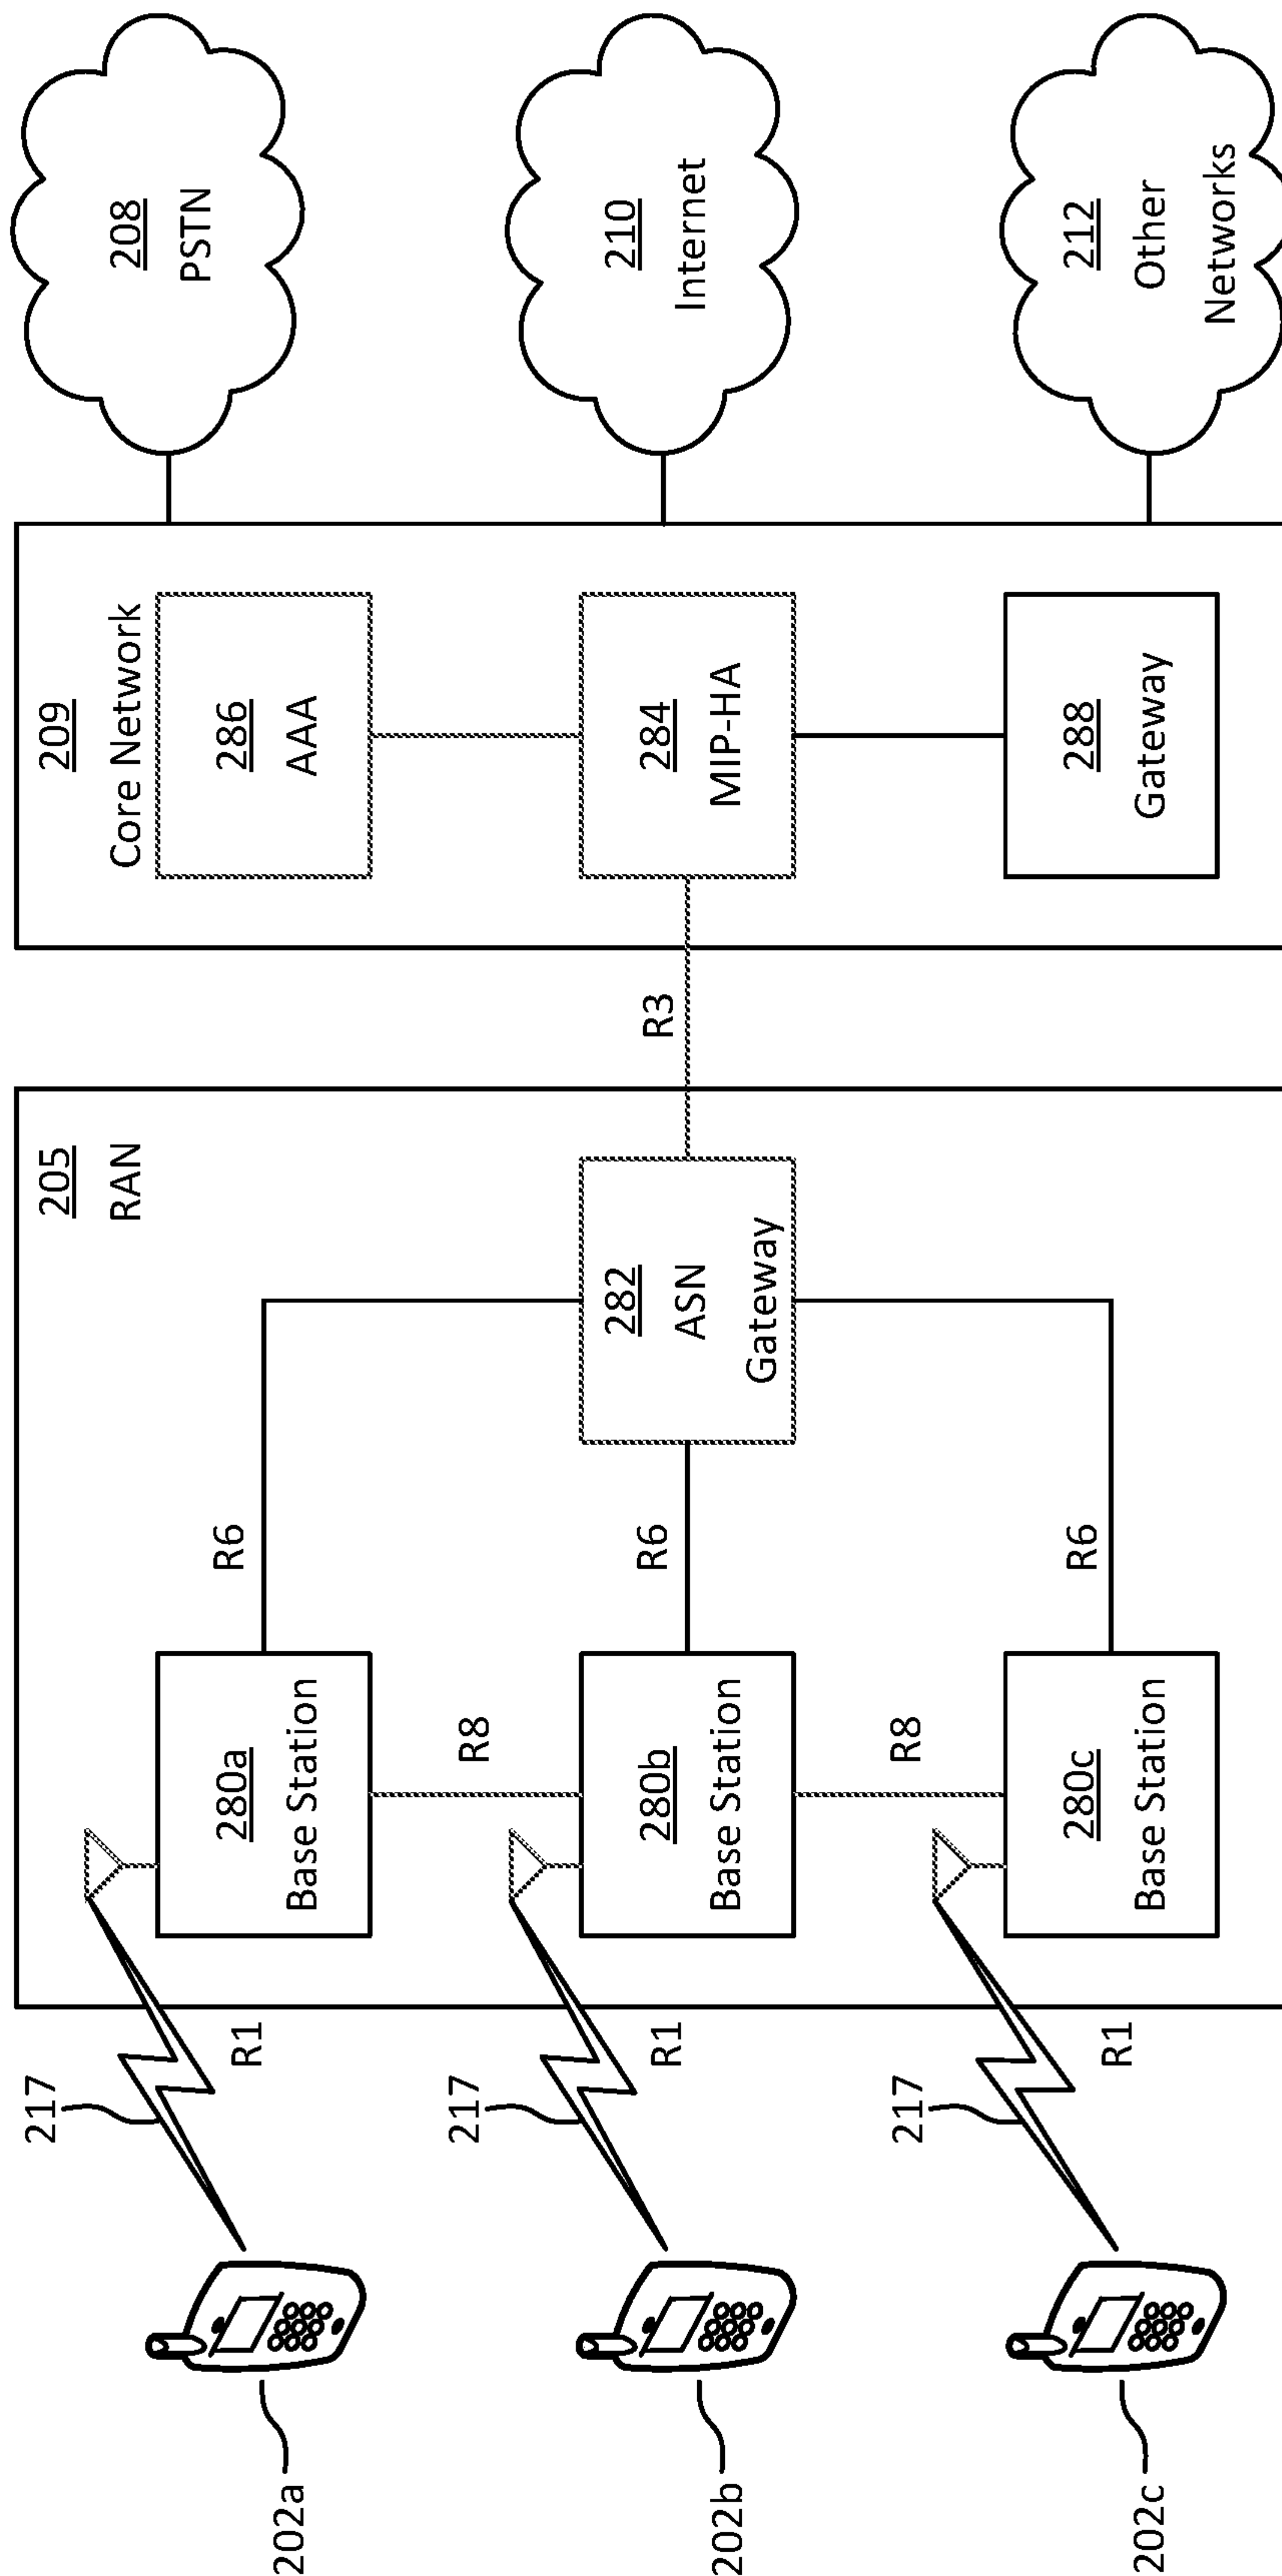 208
PSTN
210
Internet
212
Other
Networks
209
Core Network
286
AAA
284
MIP-HA
288
Gateway
R3
205
RAN
282
ASN
Gateway
R6
R6
R6
280a
Base Station
R8
280b
Base Station
R8
280c
Base Station
R1
217
R1
217
R1
217
202a
202b
202c